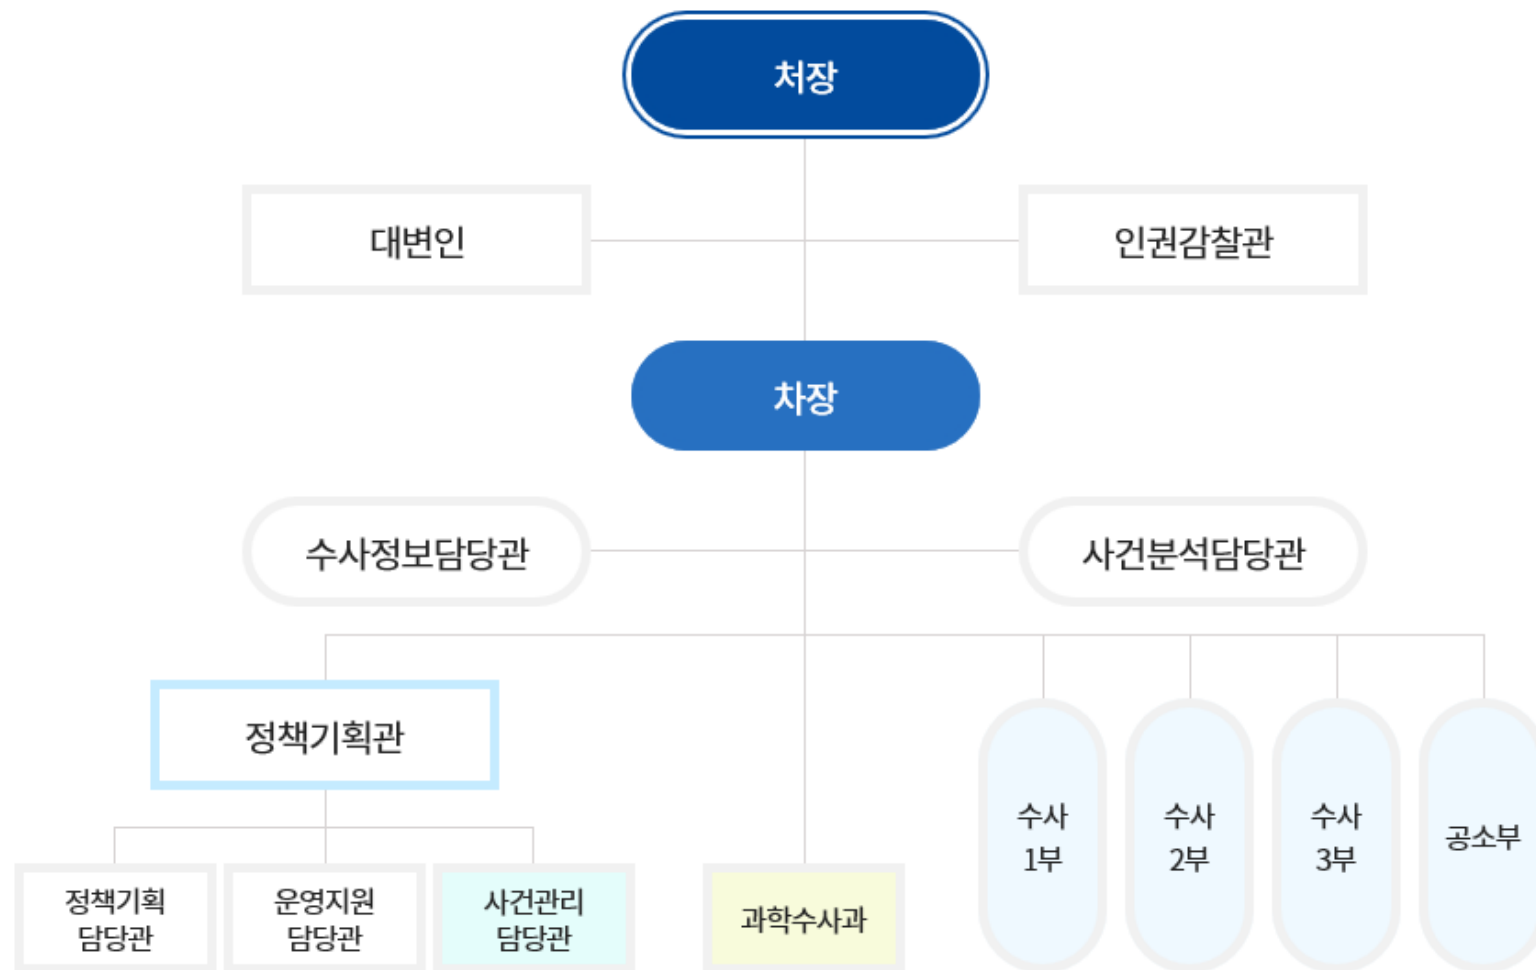 처장
대변인
인권감찰관
차장
수사정보담당관
사건분석담당관
정책기획관
정책기획
담당관
운영지원
담당관
사건관리
담당관
과학수사과
수사
1부
수사
2부
수사
3부
공소부